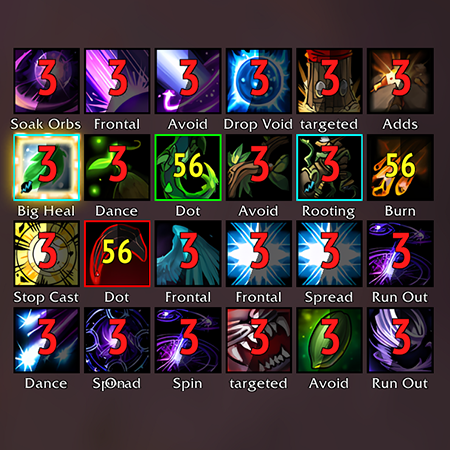 3 3 3 3 3 3
Soak Orbs Frontal Avoid Drop Void targeted Adds
3 3 56 3 3 56
Big Heal Dance Dot Avoid Rooting Burn
3 56 3 3 3 3
Stop Cast Dot Frontal Frontal Spread Run Out
3 3 3 3 3 3
Dance Spin targeted Avoid Run Out